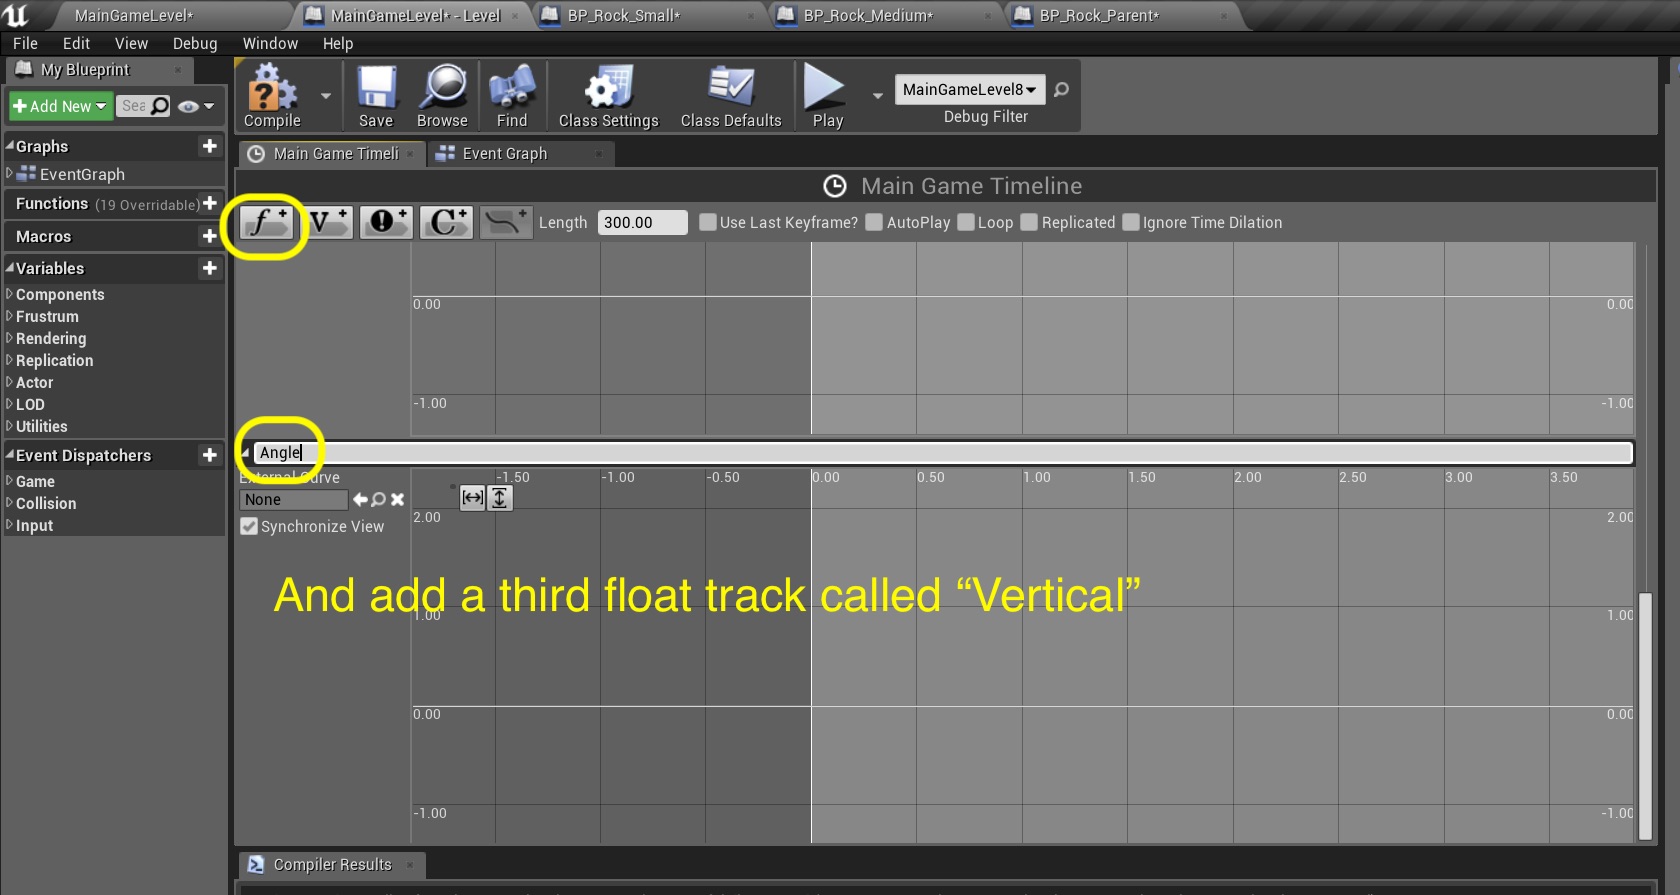 MainGameLevel*
MainGameLevel* - Level
BP_Rock_Small*
BP_Rock_Medium*
BP_Rock_Parent*
File Edit View Debug Window Help
My Blueprint
Add New
Sea
Graphs
EventGraph
Functions (19 Overridable)
Macros
Variables
Components
Frustrum
Rendering
Replication
Actor
LOD
Utilities
Event Dispatchers
Game
Collision
Input
Compile
Save
Browse
Find
Class Settings
Class Defaults
Play
MainGameLevel8
Debug Filter
Main Game Timeli
Event Graph
Main Game Timeline
f+ V+ !+ C+ + Length 300.00 Use Last Keyframe? AutoPlay Loop Replicated Ignore Time Dilation
0.00 0.00
-1.00 -1.00
Angle
External Curve
None
Synchronize View
-1.50 -1.00 -0.50 0.00 0.50 1.00 1.50 2.00 2.50 3.00 3.50
2.00 2.00
And add a third float track called “Vertical”
1.00 1.00
0.00 0.00
-1.00 -1.00
Compiler Results